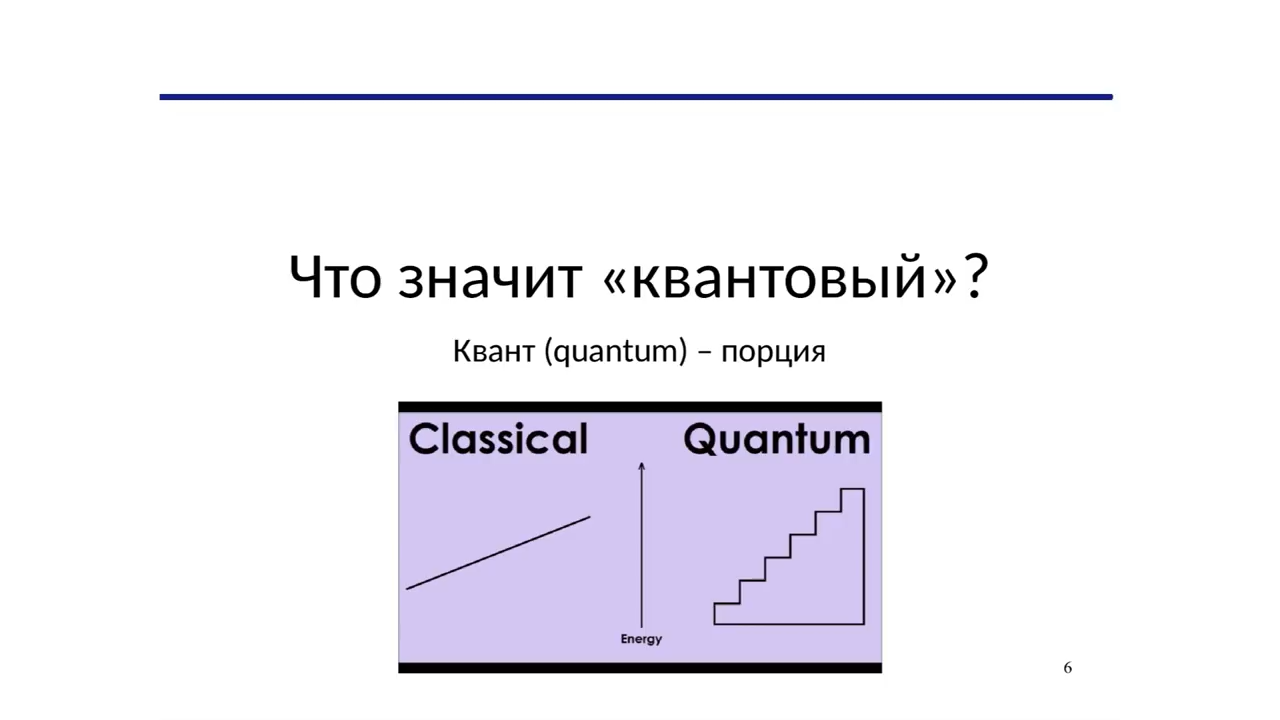 Что значит «квантовый»?
Квант (quantum) – порция
Classical Quantum
Energy
6